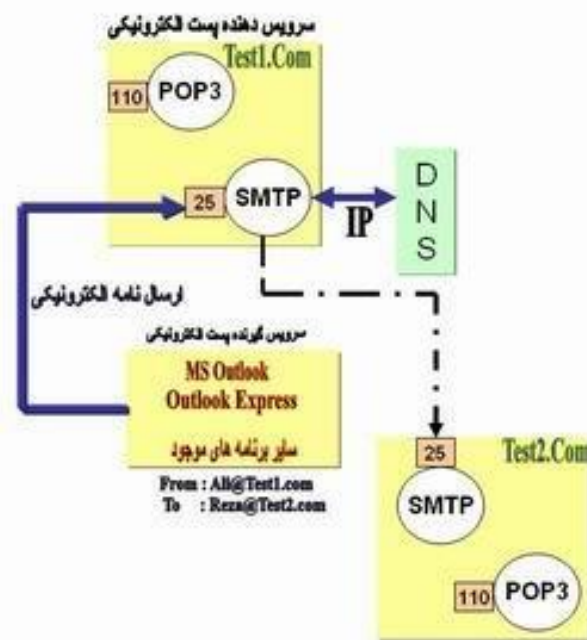 سرویس دهنده پست الکترونیکی
Test1.Com
POP3
110
SMTP
25
IP
DNS
ارسال نامه الکترونیکی
سرویس گیرنده پست الکترونیکی
MS Outlook
Outlook Express
سایر برنامه های موجود
From : Ali@Test1.com
To : Reza@Test2.com
25
Test2.Com
SMTP
POP3
110